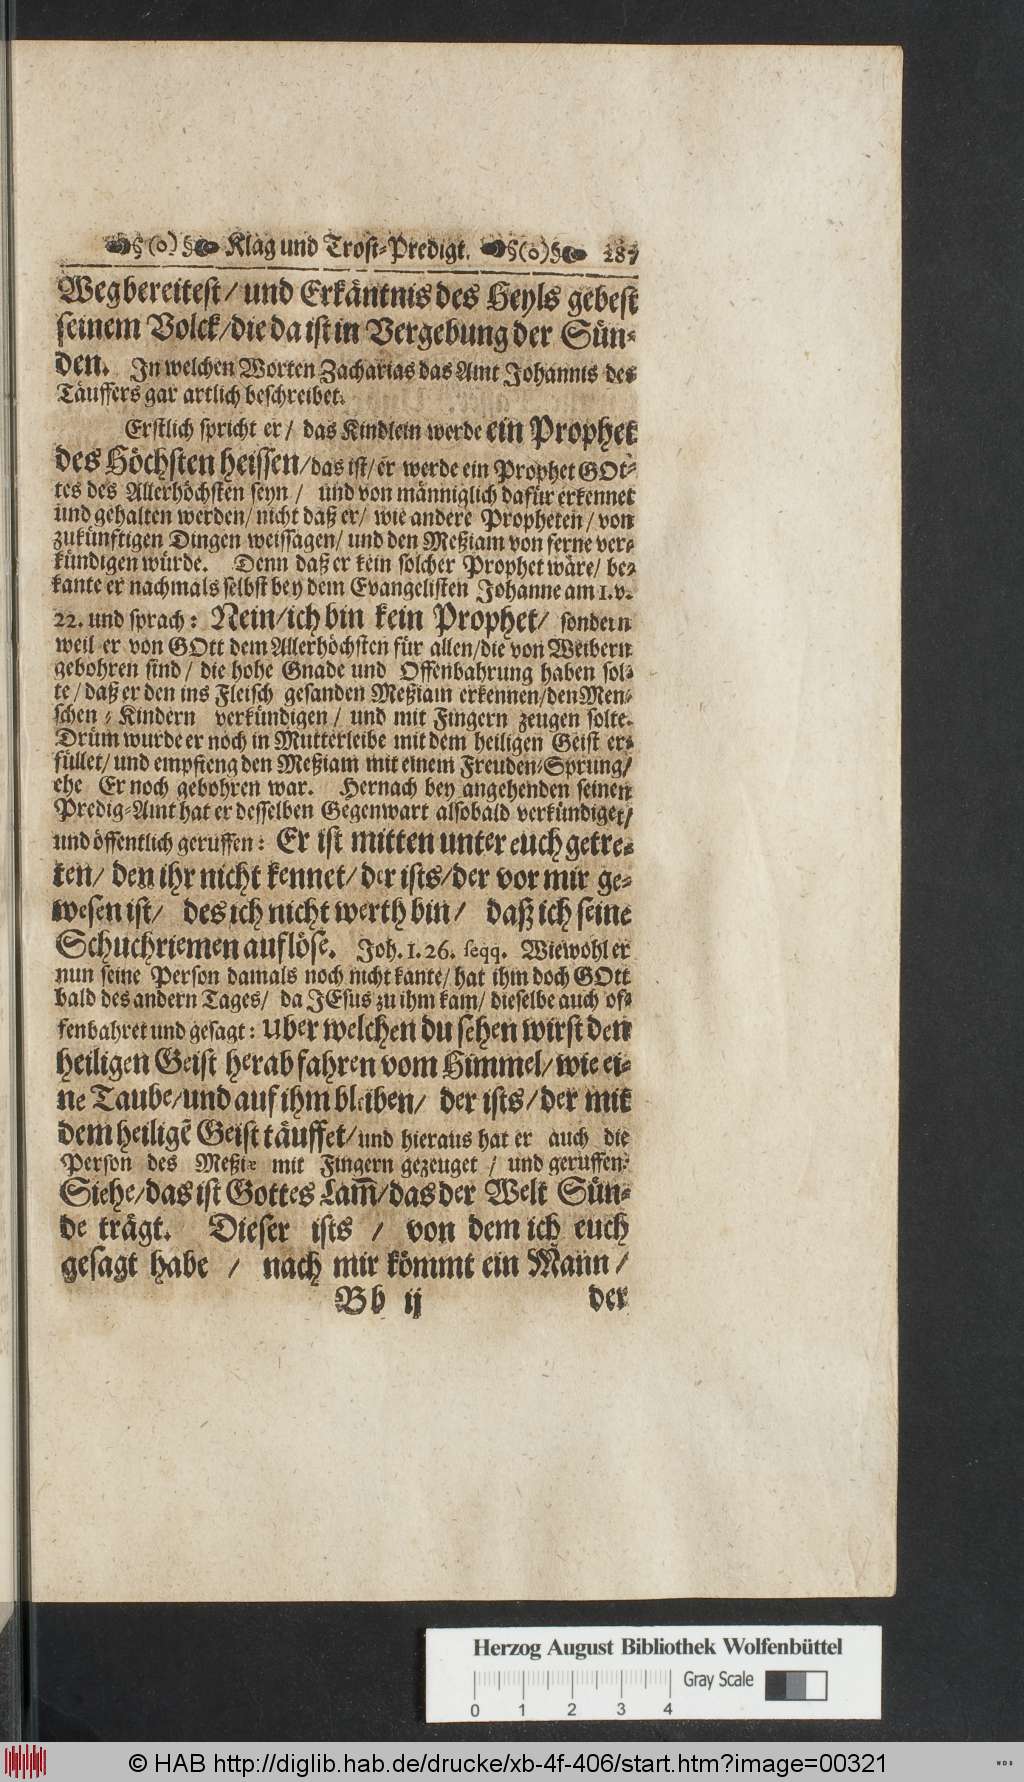 §(o)§ Klag und Trost-Predigt. §(o)§ 187
Wegbereitest/ und Erkäntnis des Heyls gebest
seinem Volck/die da ist in Vergebung der Sün-
den. In welchen Worten Zacharias das Amt Johannis des
Täuffers gar artlich beschreibet.
Erstlich spricht er/ das Kindlein werde ein Prophet
des Höchsten heissen/das ist/er werde ein Prophet GOt-
tes des Allerhöchsten seyn/ und von männiglich dafür erkennet
und gehalten werden/ nicht daß er/ wie andere Propheten/ von
zukünftigen Dingen weissagen/ und den Meßiam von ferne ver-
kündigen würde. Denn daß er kein solcher Prophet wäre/ be-
kante er nachmals selbst bey dem Evangelisten Johanne am 1. v.
22. und sprach: Nein/ich bin kein Prophet/ sondern
weil er von GOtt dem Allerhöchsten für allen/die von Weibern
gebohren sind/ die hohe Gnade und Offenbahrung haben sol-
te/ daß er den ins Fleisch gesanden Meßiam erkennen/den Men-
schen-Kindern verkündigen/ und mit Fingern zeugen solte.
Drüm wurde er noch in Mutterleibe mit dem heiligen Geist er-
füllet/ und empfieng den Meßiam mit einem Freuden-Sprung/
ehe Er noch gebohren war. Hernach bey angehenden seinen
Predig-Amt hat er desselben Gegenwart alsobald verkündiget/
und öffentlich geruffen: Er ist mitten unter euch getre-
ten/ den ihr nicht kennet/ der ists/der vor mir ge-
wesen ist/ des ich nicht werth bin/ daß ich seine
Schuchriemen auflöse. Joh. 1. 26. seqq. Wiewohl er
nun seine Person damals noch nicht kante/ hat ihm doch GOtt
bald des andern Tages/ da JEsus zu ihm kam/ dieselbe auch of-
fenbahret und gesagt: Uber welchen du sehen wirst den
heiligen Geist herab fahren vom Himmel/ wie ei-
ne Taube/und auf ihm bleiben/ der ists/der mit
dem heiligē Geist täuffet/ und hieraus hat er auch die
Person des Meßiæ mit Fingern gezeuget/ und geruffen:
Siehe/das ist Gottes Lam̃/das der Welt Sün-
de trägt. Dieser ists / von dem ich euch
gesagt habe / nach mir kömmt ein Mann/
Bb ij der
Herzog August Bibliothek Wolfenbüttel
Gray Scale
0 1 2 3 4
© HAB http://diglib.hab.de/drucke/xb-4f-406/start.htm?image=00321